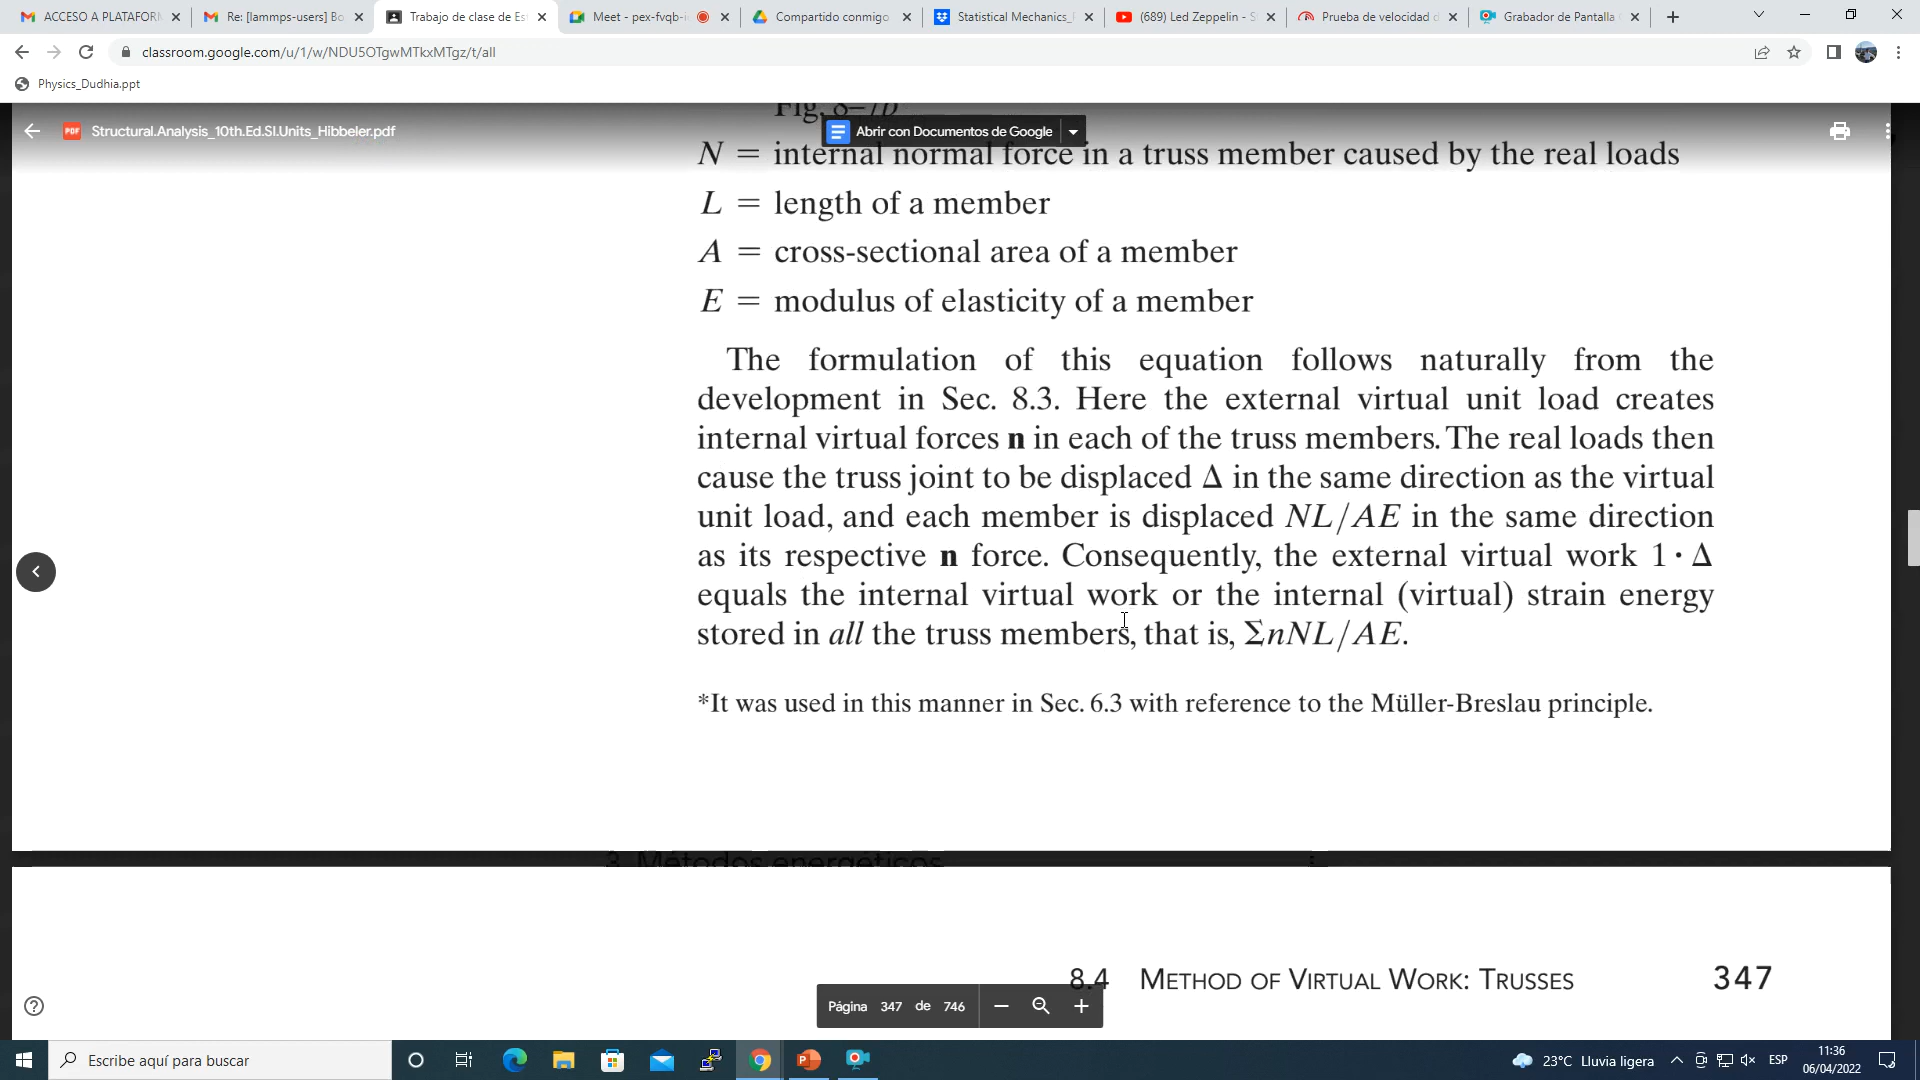 ACCESO A PLATAFOR
Re: [lammps-users] Bo
Trabajo de clase de Es
Meet - pex-fvqb-i
Compartido conmigo
Statistical Mechanics_
(689) Led Zeppelin - S
Prueba de velocidad d
Grabador de Pantalla
classroom.google.com/u/1/w/NDU5OTgwMTkxMTgz/t/all
Physics_Dudhia.ppt
Fig. 8–7b
PDF Structural.Analysis_10th.Ed.SI.Units_Hibbeler.pdf
Abrir con Documentos de Google
N = internal normal force in a truss member caused by the real loads
L = length of a member
A = cross-sectional area of a member
E = modulus of elasticity of a member
The formulation of this equation follows naturally from the
development in Sec. 8.3. Here the external virtual unit load creates
internal virtual forces n in each of the truss members. The real loads then
cause the truss joint to be displaced Δ in the same direction as the virtual
unit load, and each member is displaced NL/AE in the same direction
as its respective n force. Consequently, the external virtual work 1 · Δ
equals the internal virtual work or the internal (virtual) strain energy
stored in all the truss members, that is, ΣnNL/AE.
*It was used in this manner in Sec. 6.3 with reference to the Müller-Breslau principle.
3. Métodos energéticos
8.4 METHOD OF VIRTUAL WORK: TRUSSES 347
Página 347 de 746
Escribe aquí para buscar
23°C Lluvia ligera
ESP
11:36
06/04/2022